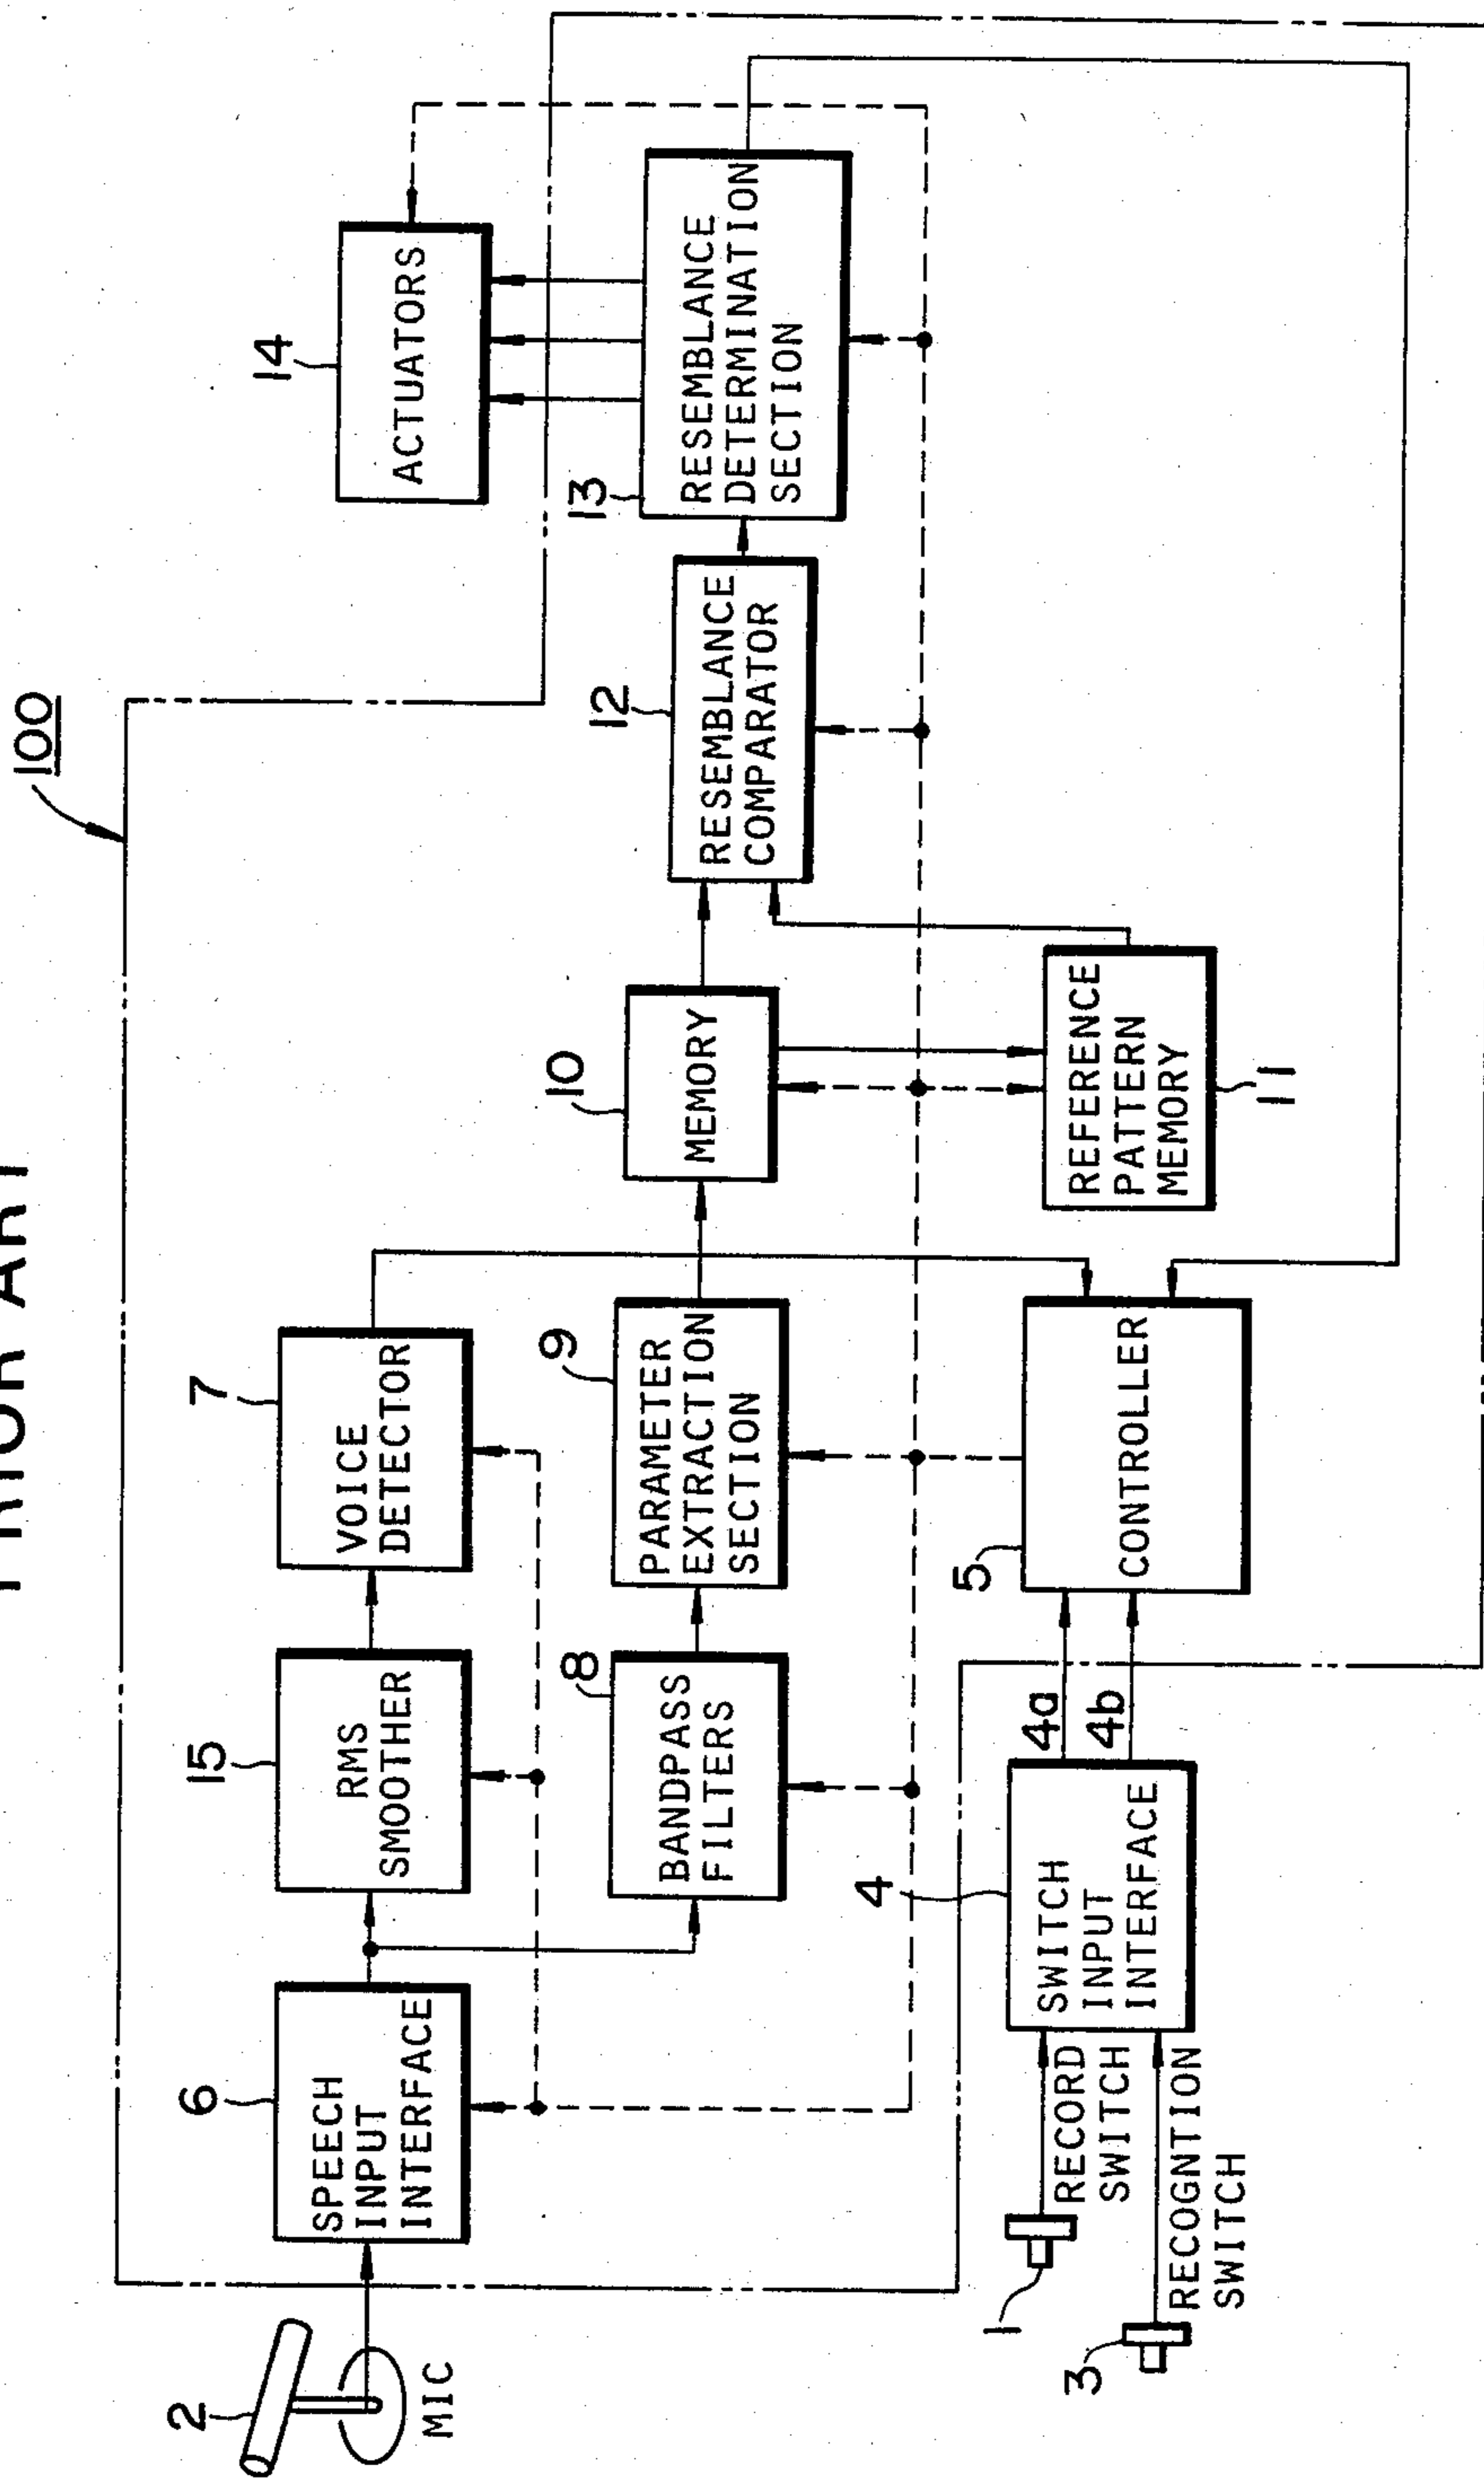 PRIOR ART
100
2
MIC
6
SPEECH
INPUT
INTERFACE
15
RMS
SMOOTHER
7
VOICE
DETECTOR
8
BANDPASS
FILTERS
9
PARAMETER
EXTRACTION
SECTION
10
MEMORY
12
RESEMBLANCE
COMPARATOR
13
RESEMBLANCE
DETERMINATION
SECTION
14
ACTUATORS
1
RECORD
SWITCH
3
RECOGNTION
SWITCH
4
SWITCH
INPUT
INTERFACE
4a
4b
5
CONTROLLER
REFERENCE
PATTERN
MEMORY
11